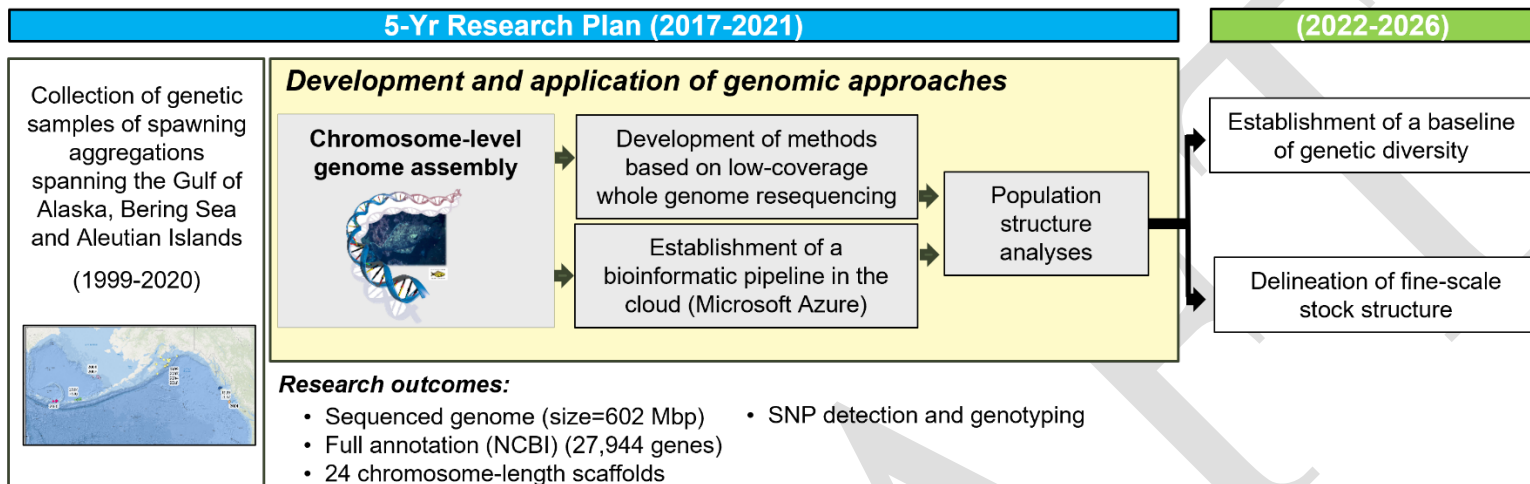 5-Yr Research Plan (2017-2021)
(2022-2026)
Collection of genetic
samples of spawning
aggregations
spanning the Gulf of
Alaska, Bering Sea
and Aleutian Islands
(1999-2020)
Development and application of genomic approaches
Chromosome-level
genome assembly
Development of methods
based on low-coverage
whole genome resequencing
Establishment of a
bioinformatic pipeline in the
cloud (Microsoft Azure)
Population
structure
analyses
Establishment of a baseline
of genetic diversity
Delineation of fine-scale
stock structure
Research outcomes:
• Sequenced genome (size=602 Mbp)
• Full annotation (NCBI) (27,944 genes)
• 24 chromosome-length scaffolds
• SNP detection and genotyping